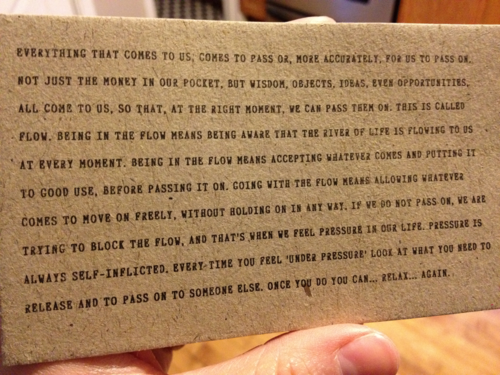 EVERYTHING THAT COMES TO US, COMES TO PASS OR, MORE ACCURATELY, FOR US TO PASS ON.
NOT JUST THE MONEY IN OUR POCKET, BUT WISDOM, OBJECTS, IDEAS, EVEN OPPORTUNITIES,
ALL COME TO US, SO THAT, AT THE RIGHT MOMENT, WE CAN PASS THEM ON. THIS IS CALLED
FLOW. BEING IN THE FLOW MEANS BEING AWARE THAT THE RIVER OF LIFE IS FLOWING TO US
AT EVERY MOMENT. BEING IN THE FLOW MEANS ACCEPTING WHATEVER COMES AND PUTTING IT
TO GOOD USE, BEFORE PASSING IT ON. GOING WITH THE FLOW MEANS ALLOWING WHATEVER
COMES TO MOVE ON FREELY, WITHOUT HOLDING ON IN ANY WAY. IF WE DO NOT PASS ON, WE ARE
TRYING TO BLOCK THE FLOW, AND THAT'S WHEN WE FEEL PRESSURE IN OUR LIFE. PRESSURE IS
ALWAYS SELF-INFLICTED. EVERY TIME YOU FEEL 'UNDER PRESSURE' LOOK AT WHAT YOU NEED TO
RELEASE AND TO PASS ON TO SOMEONE ELSE. ONCE YOU DO YOU CAN... RELAX... AGAIN.